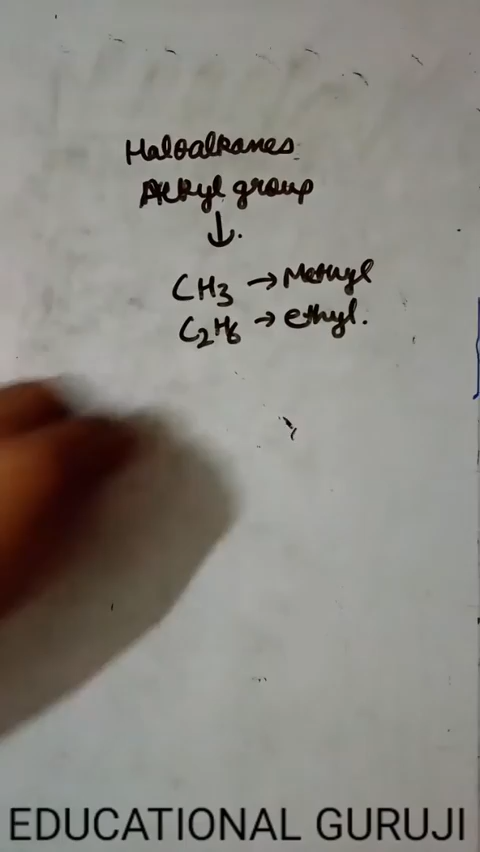 Haloalkanes
Alkyl group
↓
CH3 → Methyl
C2H6 → ethyl.
EDUCATIONAL GURUJI